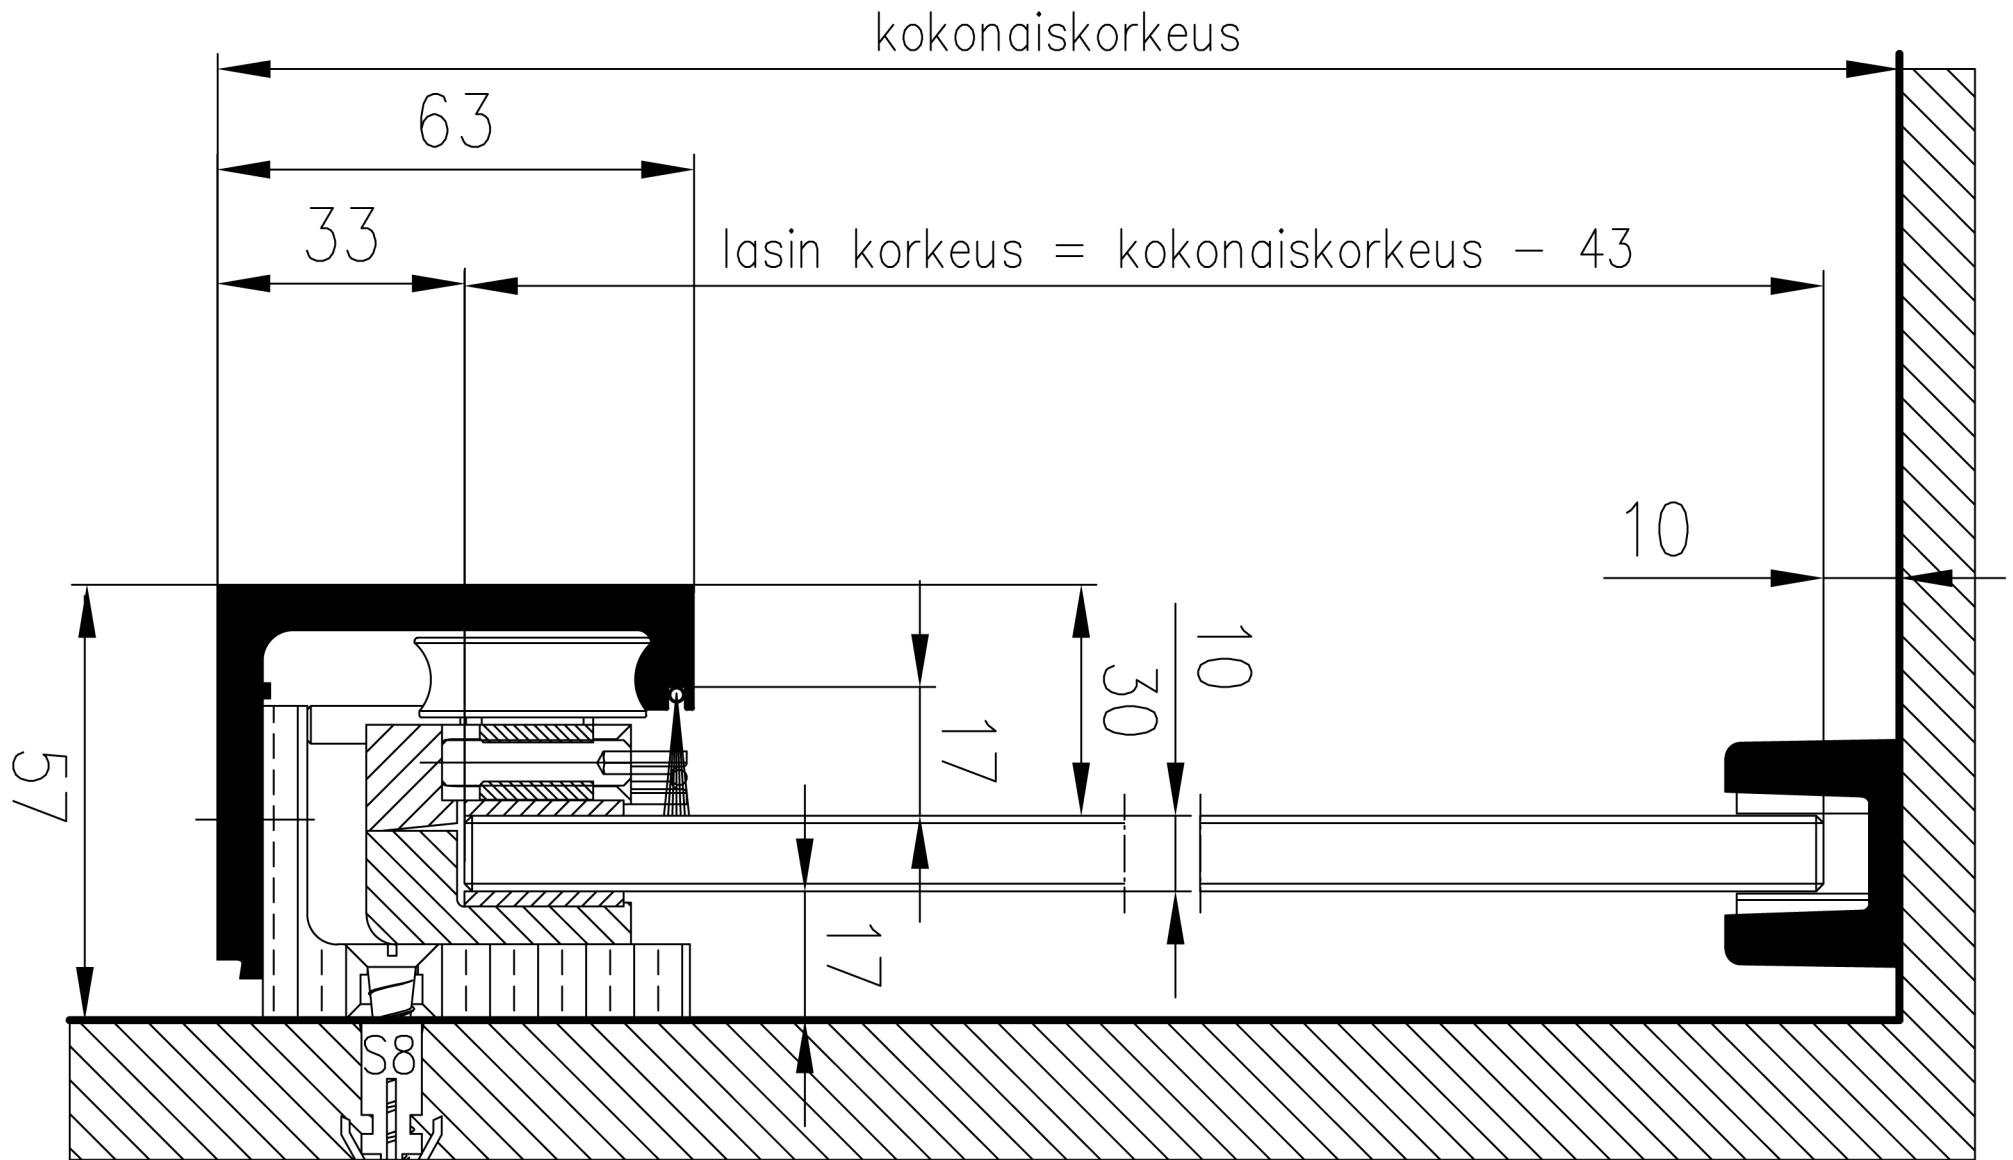 kokonaiskorkeus
63
33
lasin korkeus = kokonaiskorkeus - 43
10
10
30
17
57
17
S8